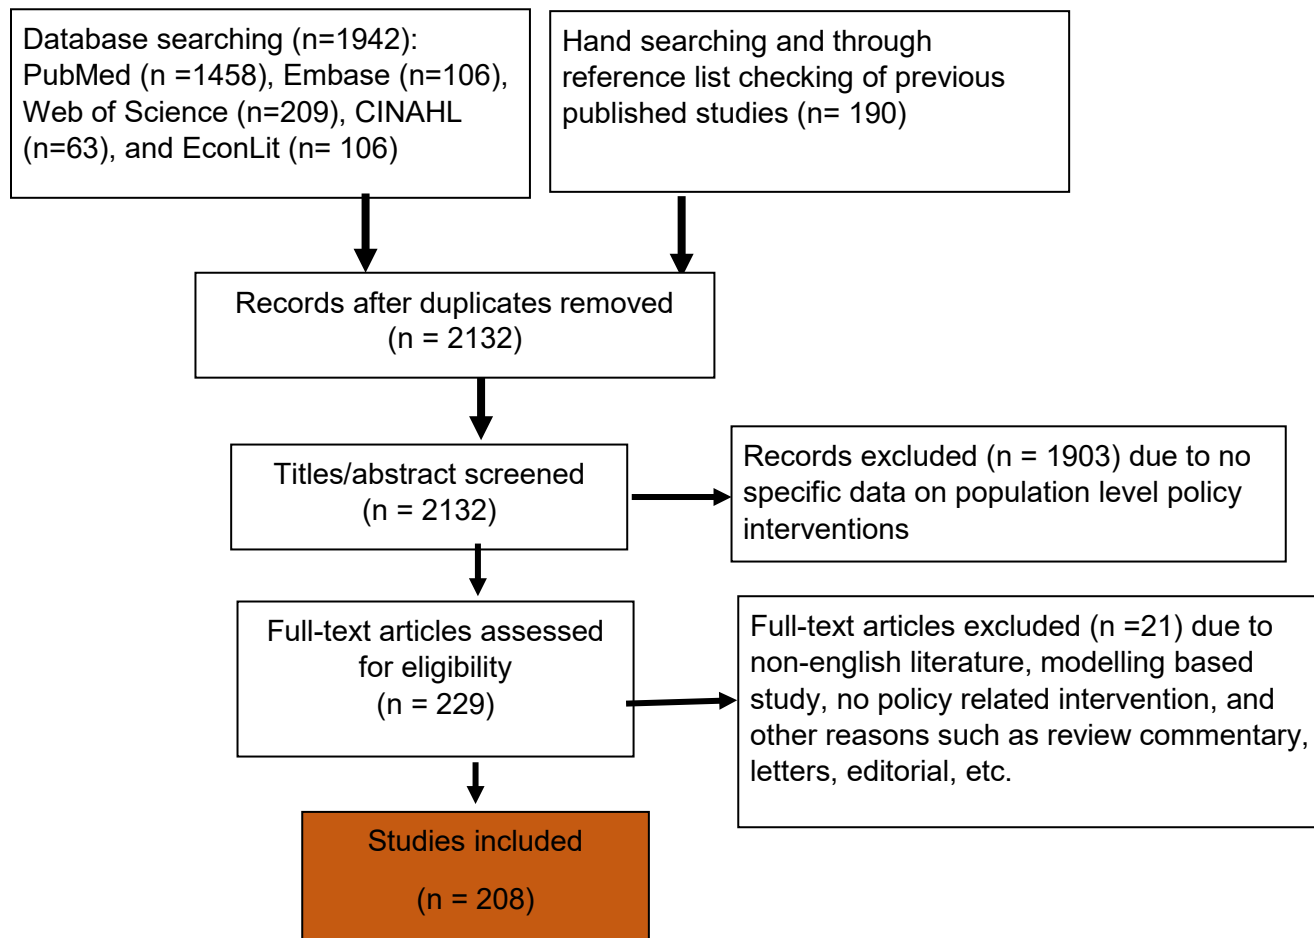 Database searching (n=1942):
PubMed (n =1458), Embase (n=106),
Web of Science (n=209), CINAHL
(n=63), and EconLit (n= 106)
Hand searching and through
reference list checking of previous
published studies (n= 190)
Records after duplicates removed
(n = 2132)
Titles/abstract screened
(n = 2132)
Records excluded (n = 1903) due to no
specific data on population level policy
interventions
Full-text articles assessed
for eligibility
(n = 229)
Full-text articles excluded (n =21) due to
non-english literature, modelling based
study, no policy related intervention, and
other reasons such as review commentary,
letters, editorial, etc.
Studies included
(n = 208)